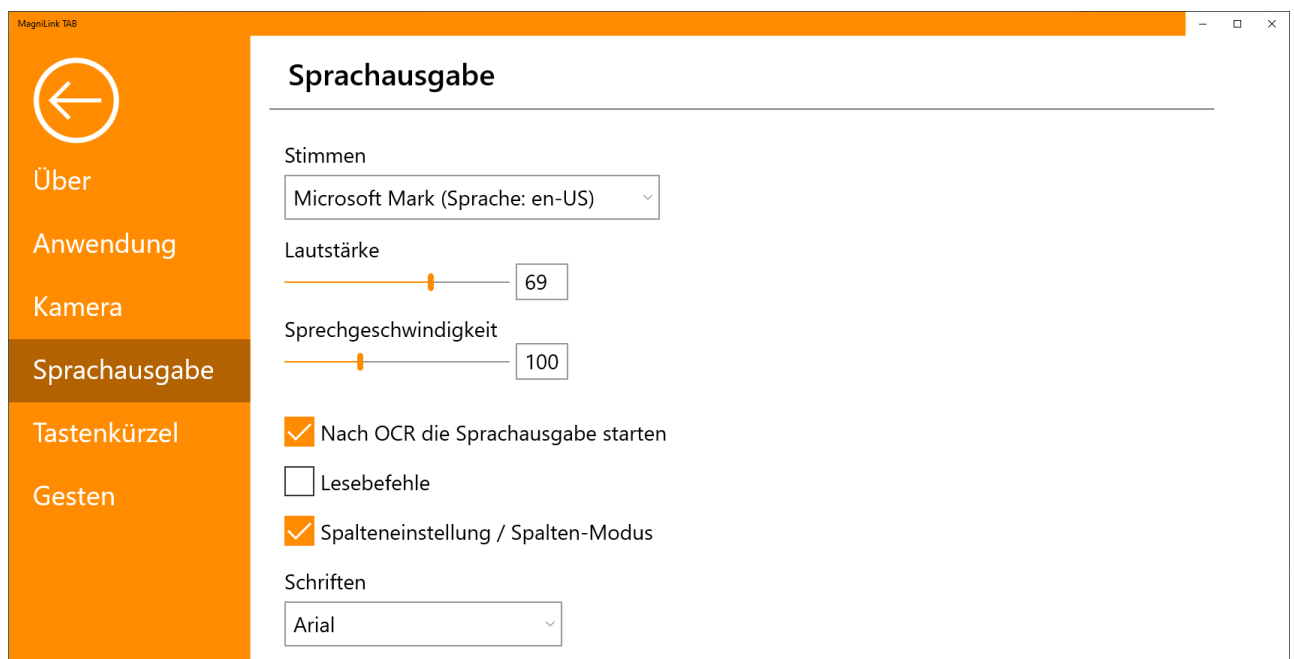 MagniLink TAB
Über
Anwendung
Kamera
Sprachausgabe
Tastenkürzel
Gesten
Sprachausgabe
Stimmen
Microsoft Mark (Sprache: en-US)
Lautstärke
69
Sprechgeschwindigkeit
100
Nach OCR die Sprachausgabe starten
Lesebefehle
Spalteneinstellung / Spalten-Modus
Schriften
Arial